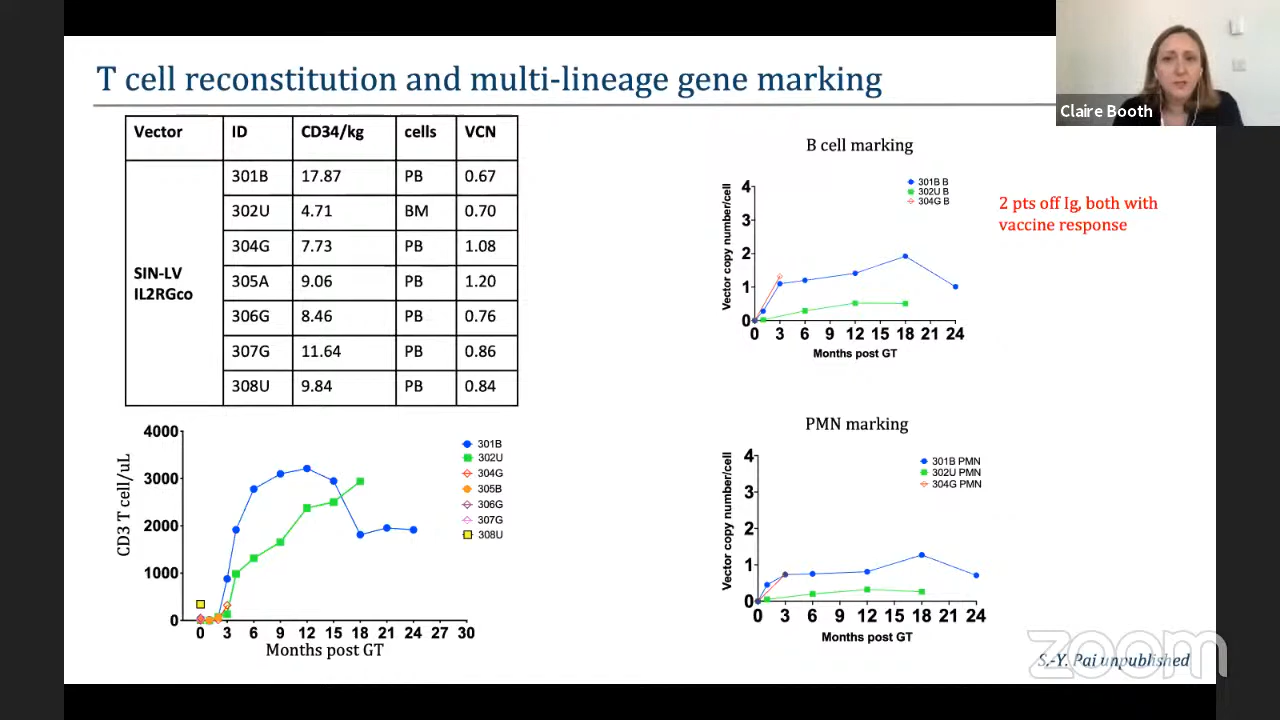 T cell reconstitution and multi-lineage gene marking
Claire Booth
Vector ID CD34/kg cells VCN
SIN-LV
IL2RGco
301B 17.87 PB 0.67
302U 4.71 BM 0.70
304G 7.73 PB 1.08
305A 9.06 PB 1.20
306G 8.46 PB 0.76
307G 11.64 PB 0.86
308U 9.84 PB 0.84
B cell marking
Vector copy number/cell
4
3
2
1
0
0 3 6 9 12 15 18 21 24
Months post GT
301B B
302U B
304G B
2 pts off Ig, both with
vaccine response
CD3 T cell/uL
4000
3000
2000
1000
0
0 3 6 9 12 15 18 21 24 27 30
Months post GT
301B
302U
304G
305B
306G
307G
308U
PMN marking
Vector copy number/cell
4
3
2
1
0
0 3 6 9 12 15 18 21 24
Months post GT
301B PMN
302U PMN
304G PMN
S.-Y. Pai unpublished
zoom